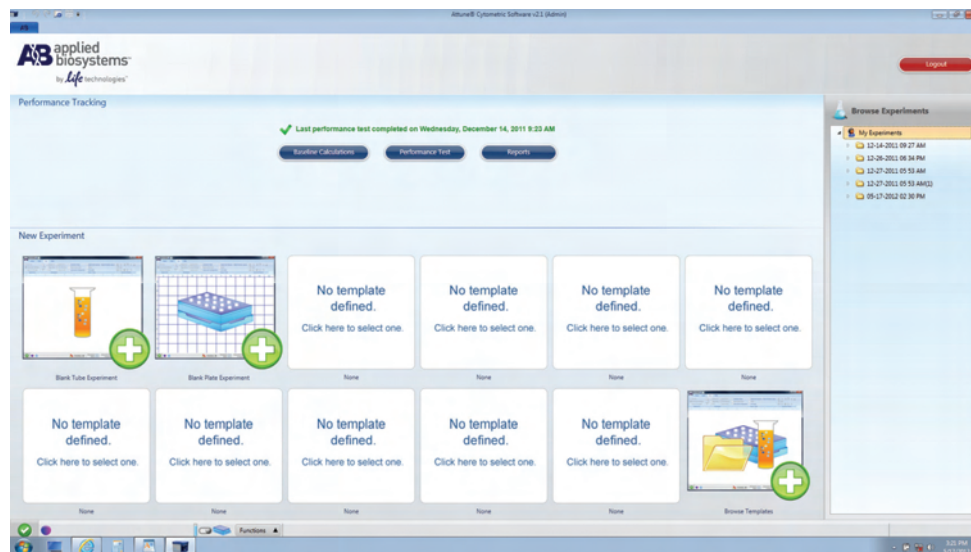 Attune® Cytometric Software v2.1 (Admin)
AB applied
biosystems™
by life technologies™
Logout
Performance Tracking
Last performance test completed on Wednesday, December 14, 2011 9:23 AM
Baseline Calculations
Performance Test
Reports
Browse Experiments
My Experiments
12-14-2011 09 27 AM
12-26-2011 06 34 PM
12-27-2011 05 53 AM
12-27-2011 05 53 AM(1)
05-17-2012 02 30 PM
New Experiment
No template
defined.
Click here to select one.
No template
defined.
Click here to select one.
No template
defined.
Click here to select one.
No template
defined.
Click here to select one.
Blank Tube Experiment
Blank Plate Experiment
None
None
None
None
No template
defined.
Click here to select one.
No template
defined.
Click here to select one.
No template
defined.
Click here to select one.
No template
defined.
Click here to select one.
No template
defined.
Click here to select one.
None
None
None
None
None
Browse Templates
Functions
3:21 PM